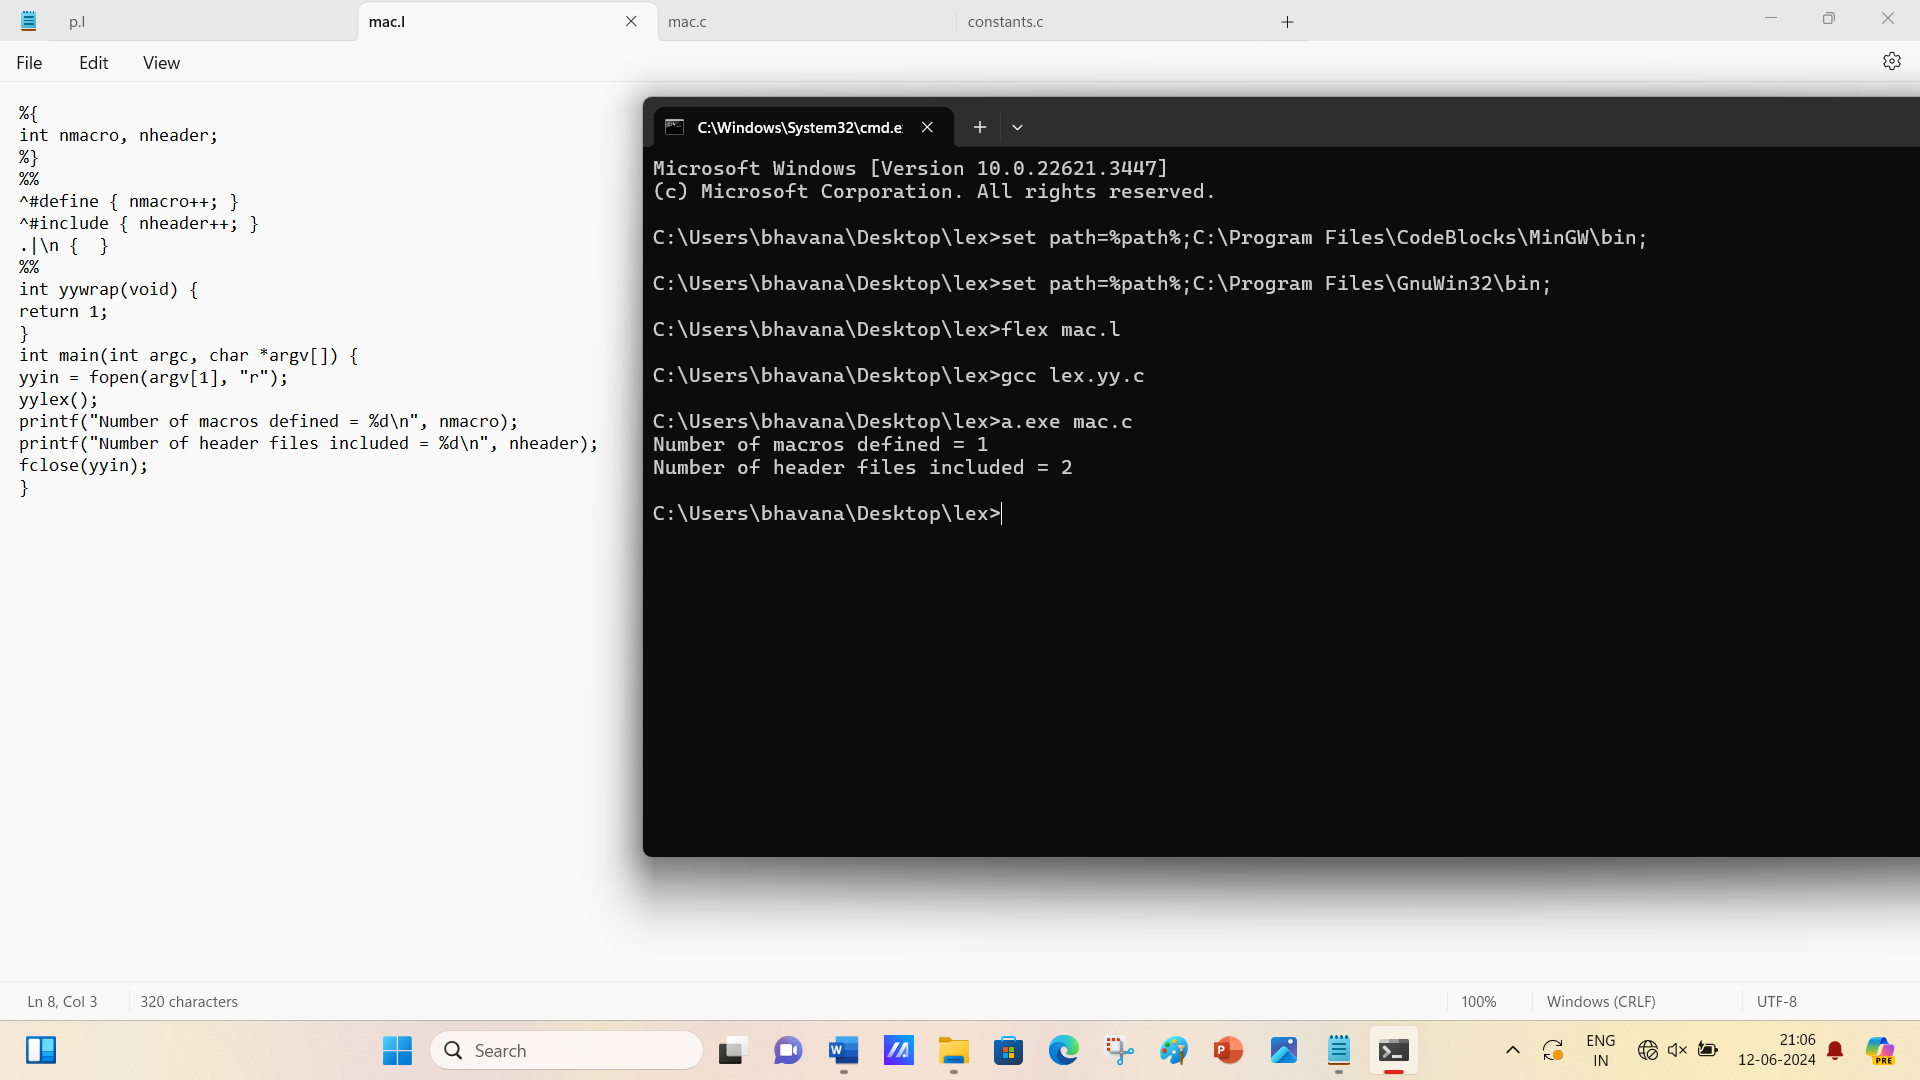 p.l
mac.l
mac.c
constants.c
File
Edit
View
%{
int nmacro, nheader;
%}
%%
^#define { nmacro++; }
^#include { nheader++; }
.|\n {  }
%%
int yywrap(void) {
return 1;
}
int main(int argc, char *argv[]) {
yyin = fopen(argv[1], "r");
yylex();
printf("Number of macros defined = %d\n", nmacro);
printf("Number of header files included = %d\n", nheader);
fclose(yyin);
}
C:\Windows\System32\cmd.e
Microsoft Windows [Version 10.0.22621.3447]
(c) Microsoft Corporation. All rights reserved.
C:\Users\bhavana\Desktop\lex>set path=%path%;C:\Program Files\CodeBlocks\MinGW\bin;
C:\Users\bhavana\Desktop\lex>set path=%path%;C:\Program Files\GnuWin32\bin;
C:\Users\bhavana\Desktop\lex>flex mac.l
C:\Users\bhavana\Desktop\lex>gcc lex.yy.c
C:\Users\bhavana\Desktop\lex>a.exe mac.c
Number of macros defined = 1
Number of header files included = 2
C:\Users\bhavana\Desktop\lex>
Ln 8, Col 3
320 characters
100%
Windows (CRLF)
UTF-8
Search
W
P
ENG
IN
21:06
12-06-2024
PRE